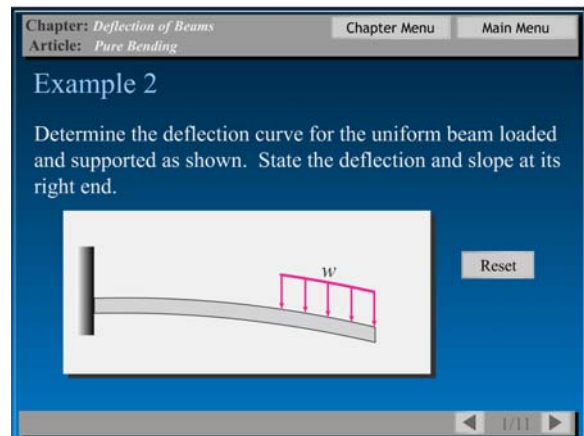 Chapter: Deflection of Beams
Article: Pure Bending
Chapter Menu
Main Menu
Example 2
Determine the deflection curve for the uniform beam loaded
and supported as shown. State the deflection and slope at its
right end.
w
Reset
1/11